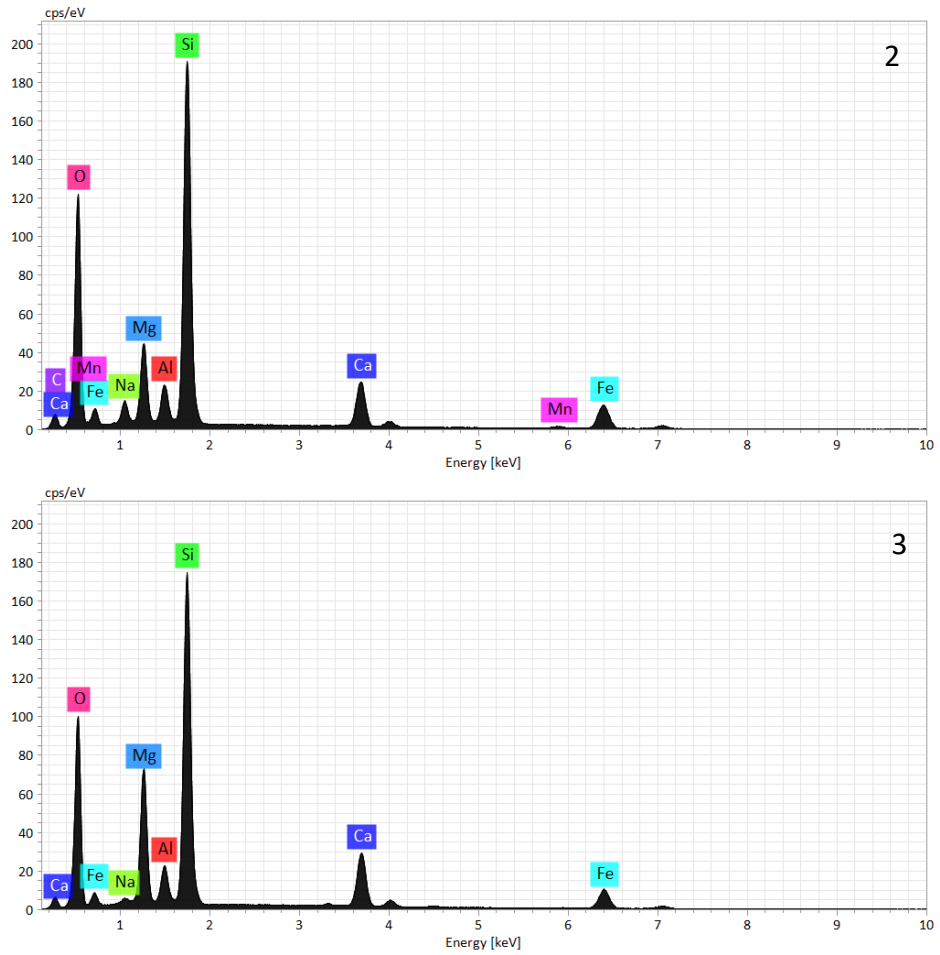 cps/eV
2
200
Si
180
160
140
O
120
100
80
60
Mg
40
Mn
Al
Ca
C
Fe
Na
Fe
20
Ca
Mn
0
1 2 3 4 5 6 7 8 9 10
Energy [keV]
cps/eV
200
3
Si
180
160
140
120
O
100
80
Mg
60
40
Ca
Al
20
Fe
Fe
Ca
Na
0
1 2 3 4 5 6 7 8 9 10
Energy [keV]